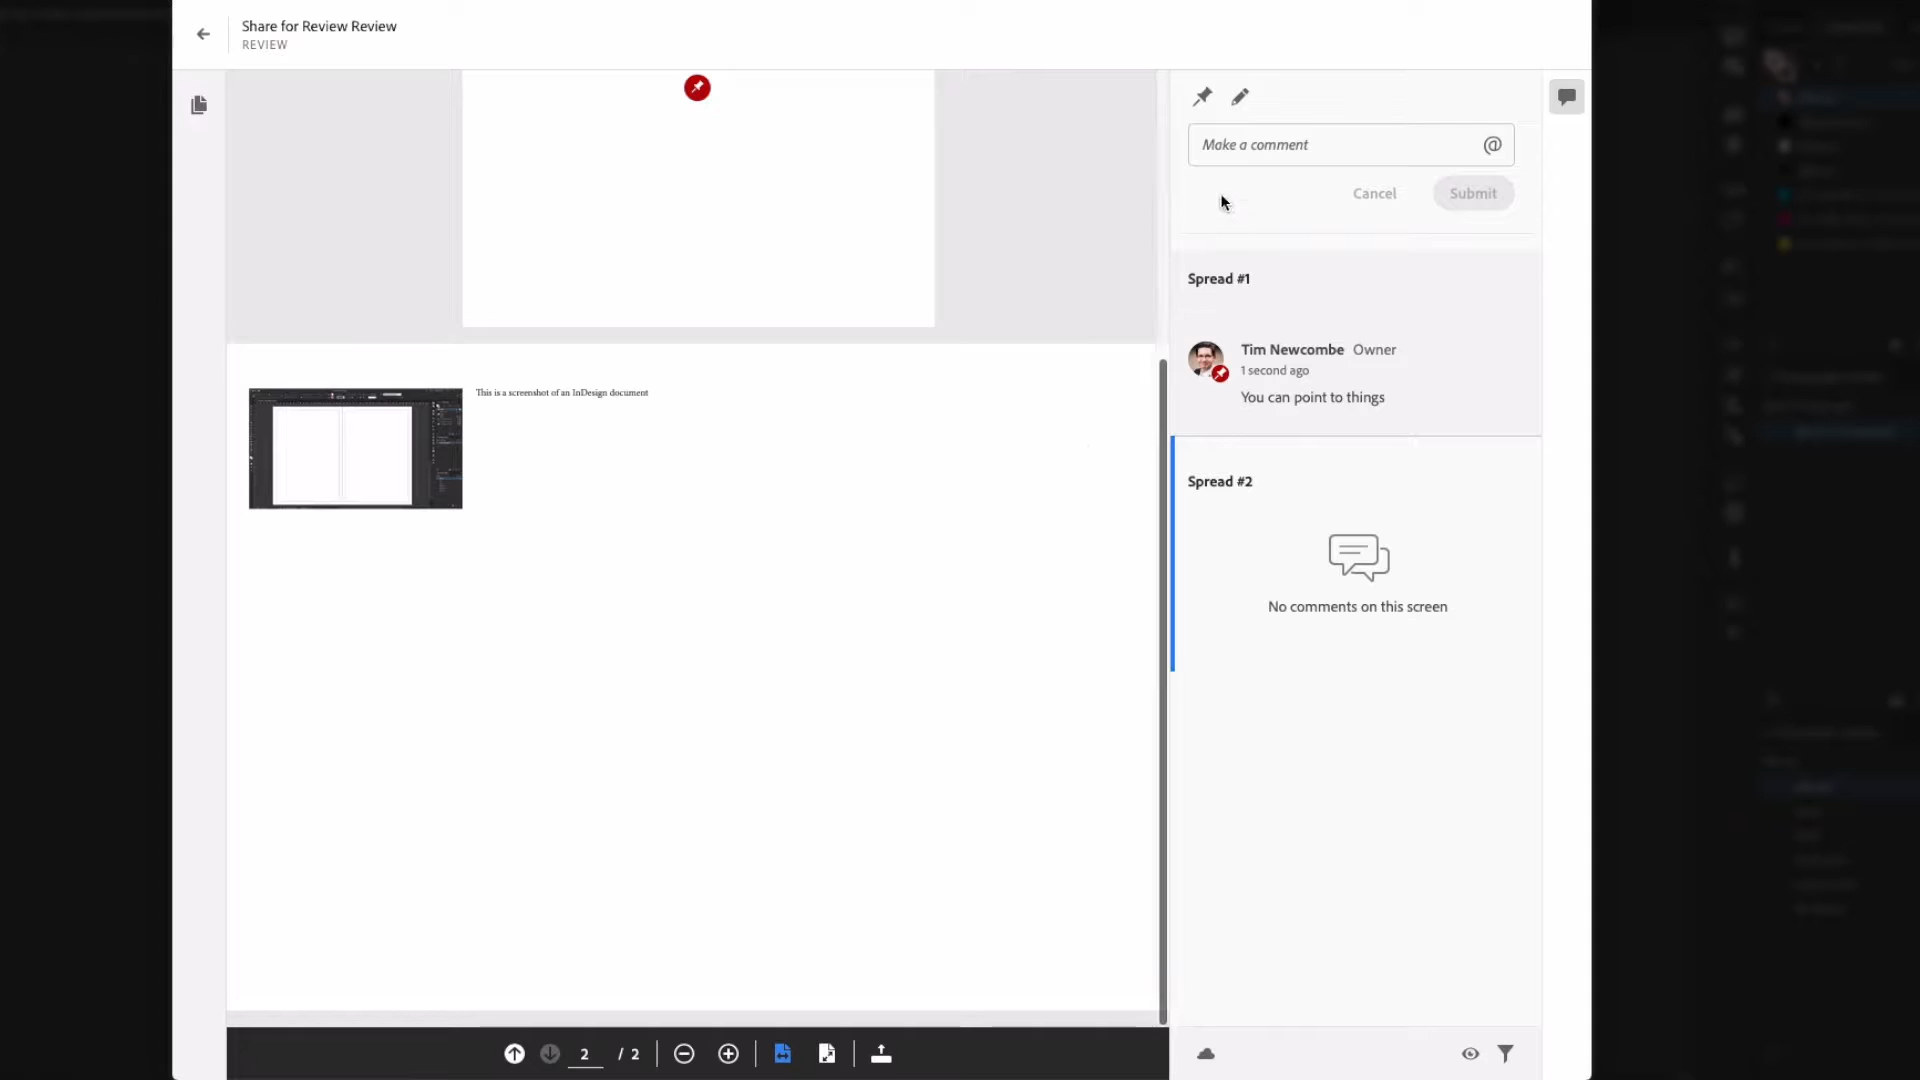 Share for Review Review
REVIEW
Make a comment
@
Cancel
Submit
Spread #1
Tim Newcombe Owner
1 second ago
You can point to things
This is a screenshot of an InDesign document
Spread #2
No comments on this screen
2 / 2